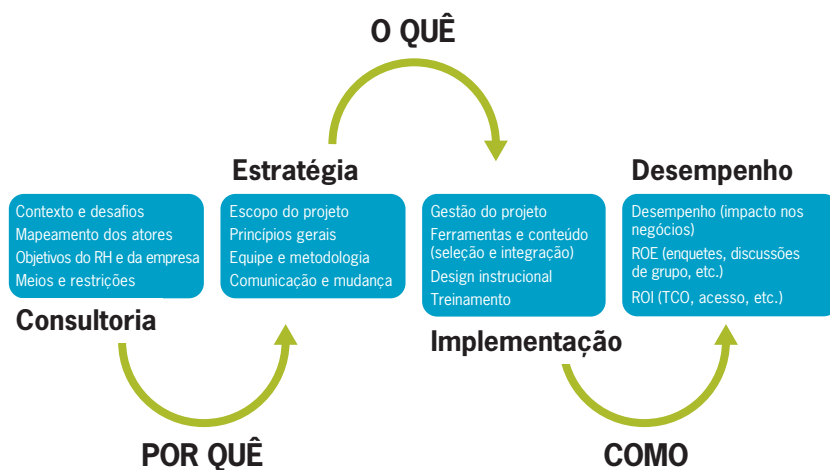 O QUÊ
Estratégia
Desempenho
Contexto e desafios
Mapeamento dos atores
Objetivos do RH e da empresa
Meios e restrições
Escopo do projeto
Princípios gerais
Equipe e metodologia
Comunicação e mudança
Gestão do projeto
Ferramentas e conteúdo
(seleção e integração)
Design instrucional
Treinamento
Desempenho (impacto nos
negócios)
ROE (enquetes, discussões
de grupo, etc.)
ROI (TCO, acesso, etc.)
Consultoria
Implementação
POR QUÊ
COMO